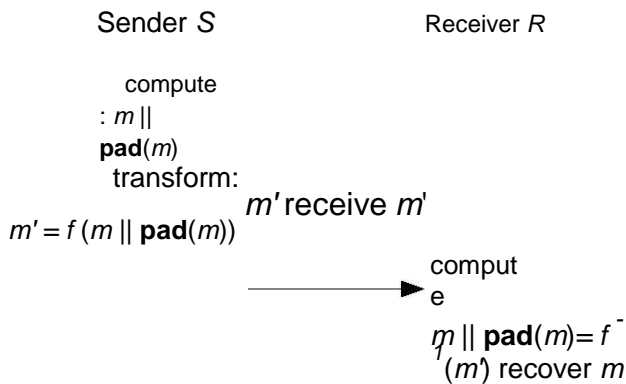 Sender S
Receiver R
compute
: m ||
pad(m)
transform:
m' = f (m || pad(m))
m' receive m'
comput
e
m || pad(m)= f -
1(m') recover m